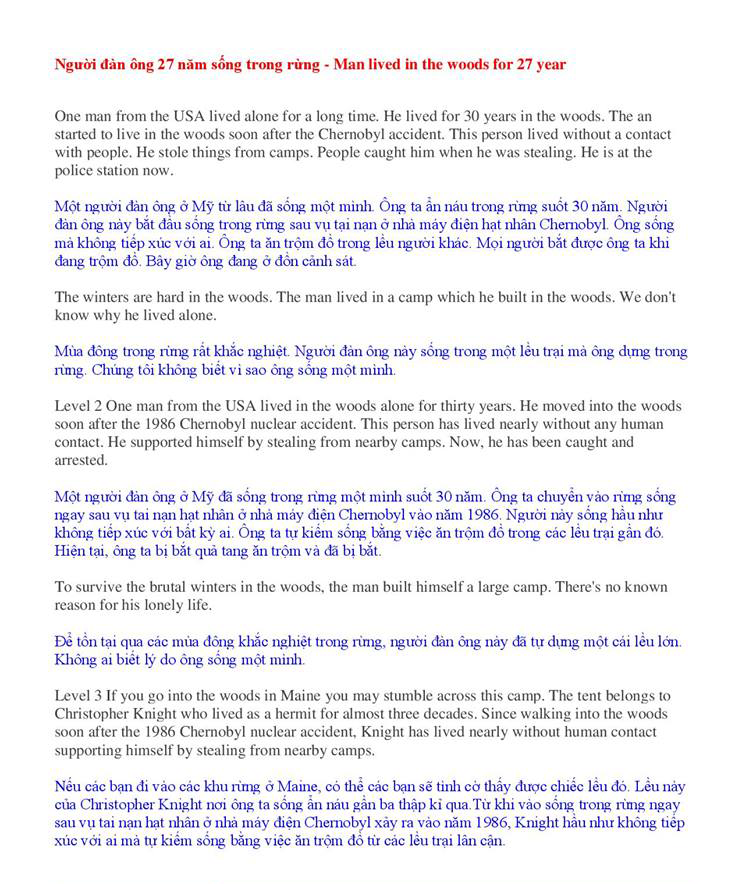 Người đàn ông 27 năm sống trong rừng - Man lived in the woods for 27 year
One man from the USA lived alone for a long time. He lived for 30 years in the woods. The an
started to live in the woods soon after the Chernobyl accident. This person lived without a contact
with people. He stole things from camps. People caught him when he was stealing. He is at the
police station now.
Một người đàn ông ở Mỹ từ lâu đã sống một mình. Ông ta ẩn náu trong rừng suốt 30 năm. Người
đàn ông này bắt đầu sống trong rừng sau vụ tại nạn ở nhà máy điện hạt nhân Chernobyl. Ông sống
mà không tiếp xúc với ai. Ông ta ăn trộm đồ trong lều người khác. Mọi người bắt được ông ta khi
đang trộm đồ. Bây giờ ông đang ở đồn cảnh sát.
The winters are hard in the woods. The man lived in a camp which he built in the woods. We don't
know why he lived alone.
Mùa đông trong rừng rất khắc nghiệt. Người đàn ông này sống trong một lều trại mà ông dựng trong
rừng. Chúng tôi không biết vì sao ông sống một mình.
Level 2 One man from the USA lived in the woods alone for thirty years. He moved into the woods
soon after the 1986 Chernobyl nuclear accident. This person has lived nearly without any human
contact. He supported himself by stealing from nearby camps. Now, he has been caught and
arrested.
Một người đàn ông ở Mỹ đã sống trong rừng một mình suốt 30 năm. Ông ta chuyển vào rừng sống
ngay sau vụ tai nạn hạt nhân ở nhà máy điện Chernobyl vào năm 1986. Người này sống hầu như
không tiếp xúc với bất kỳ ai. Ông ta tự kiếm sống bằng việc ăn trộm đồ trong các lều trại gần đó.
Hiện tại, ông ta bị bắt quả tang ăn trộm và đã bị bắt.
To survive the brutal winters in the woods, the man built himself a large camp. There's no known
reason for his lonely life.
Để tồn tại qua các mùa đông khắc nghiệt trong rừng, người đàn ông này đã tự dựng một cái lều lớn.
Không ai biết lý do ông sống một mình.
Level 3 If you go into the woods in Maine you may stumble across this camp. The tent belongs to
Christopher Knight who lived as a hermit for almost three decades. Since walking into the woods
soon after the 1986 Chernobyl nuclear accident, Knight has lived nearly without human contact
supporting himself by stealing from nearby camps.
Nếu các bạn đi vào các khu rừng ở Maine, có thể các bạn sẽ tình cờ thấy được chiếc lều đó. Lều này
của Christopher Knight nơi ông ta sống ẩn náu gần ba thập kỉ qua.Từ khi vào sống trong rừng ngay
sau vụ tai nạn hạt nhân ở nhà máy điện Chernobyl xảy ra vào năm 1986, Knight hầu như không tiếp
xúc với ai mà tự kiếm sống bằng việc ăn trộm đồ từ các lều trại lân cận.